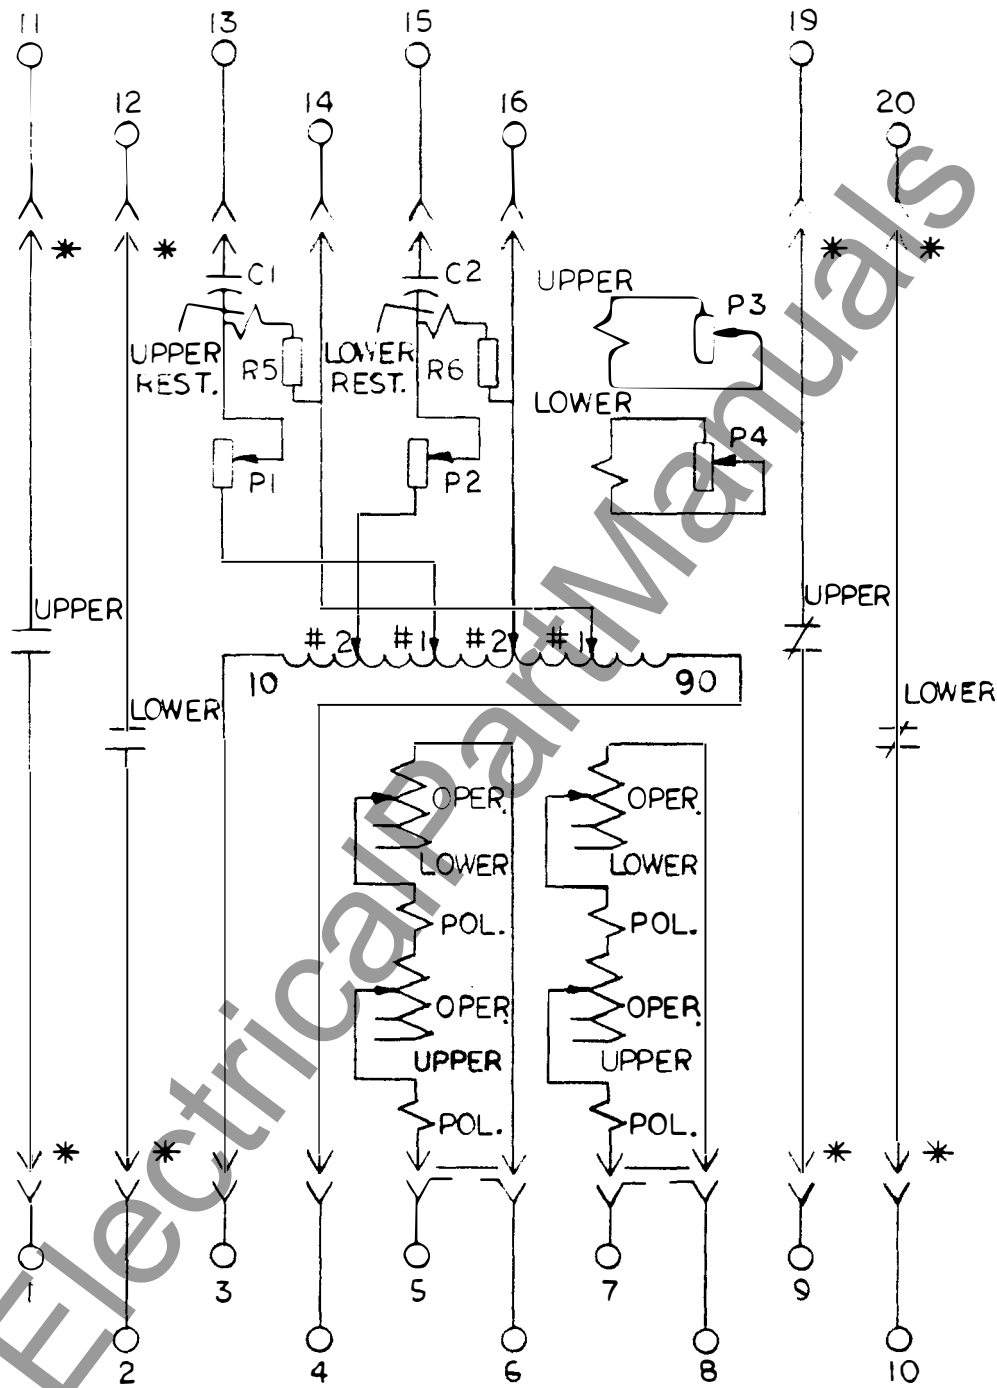 11
13
15
19
12
14
16
20
* * * *
C1
C2
UPPER
P3
UPPER
REST.
R5
LOWER
REST.
R6
LOWER
P4
P1
P2
UPPER
UPPER
#2 #1 #2 #1
10
90
LOWER
LOWER
OPER.
OPER.
LOWER
LOWER
POL.
POL.
OPER.
OPER.
UPPER
UPPER
POL.
POL.
* * * *
1
3
5
7
9
2
4
6
8
10
ElectricalPartManuals